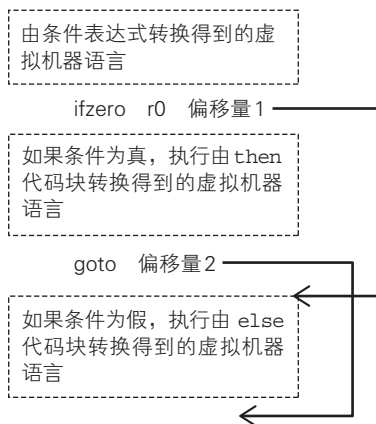 由条件表达式转换得到的虚
拟机器语言
ifzero r0 偏移量1
如果条件为真，执行由then
代码块转换得到的虚拟机器
语言
goto 偏移量2
如果条件为假，执行由 else
代码块转换得到的虚拟机器
语言